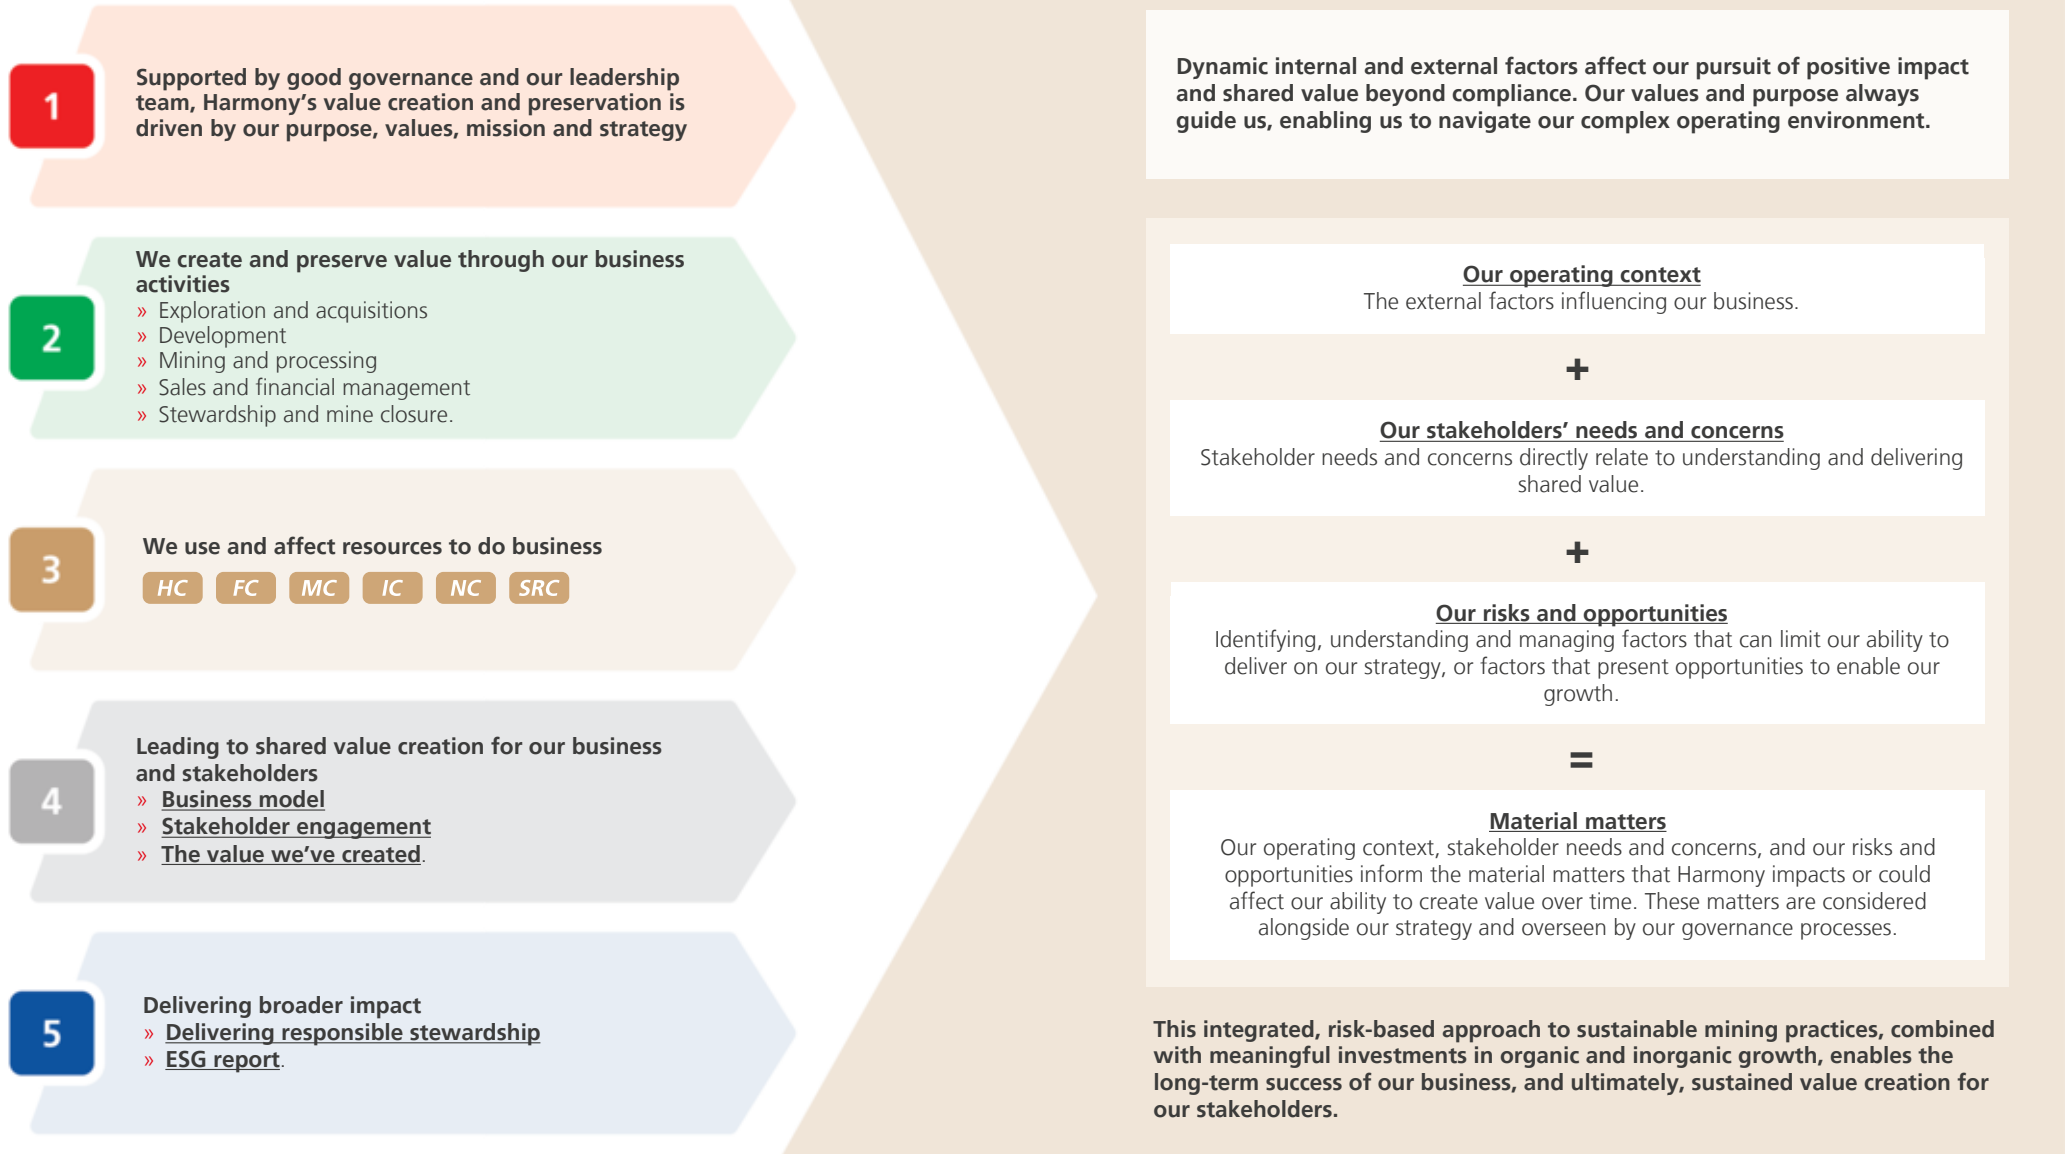 1
Supported by good governance and our leadership
team, Harmony’s value creation and preservation is
driven by our purpose, values, mission and strategy
2
We create and preserve value through our business
activities
» Exploration and acquisitions
» Development
» Mining and processing
» Sales and financial management
» Stewardship and mine closure.
3
We use and affect resources to do business
HC FC MC IC NC SRC
4
Leading to shared value creation for our business
and stakeholders
» Business model
» Stakeholder engagement
» The value we’ve created.
5
Delivering broader impact
» Delivering responsible stewardship
» ESG report.
Dynamic internal and external factors affect our pursuit of positive impact
and shared value beyond compliance. Our values and purpose always
guide us, enabling us to navigate our complex operating environment.
Our operating context
The external factors influencing our business.
+
Our stakeholders’ needs and concerns
Stakeholder needs and concerns directly relate to understanding and delivering
shared value.
+
Our risks and opportunities
Identifying, understanding and managing factors that can limit our ability to
deliver on our strategy, or factors that present opportunities to enable our
growth.
=
Material matters
Our operating context, stakeholder needs and concerns, and our risks and
opportunities inform the material matters that Harmony impacts or could
affect our ability to create value over time. These matters are considered
alongside our strategy and overseen by our governance processes.
This integrated, risk-based approach to sustainable mining practices, combined
with meaningful investments in organic and inorganic growth, enables the
long-term success of our business, and ultimately, sustained value creation for
our stakeholders.